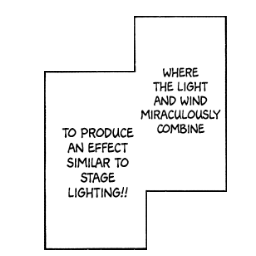 WHERE
THE LIGHT
AND WIND
MIRACULOUSLY
COMBINE
TO PRODUCE
AN EFFECT
SIMILAR TO
STAGE
LIGHTING!!